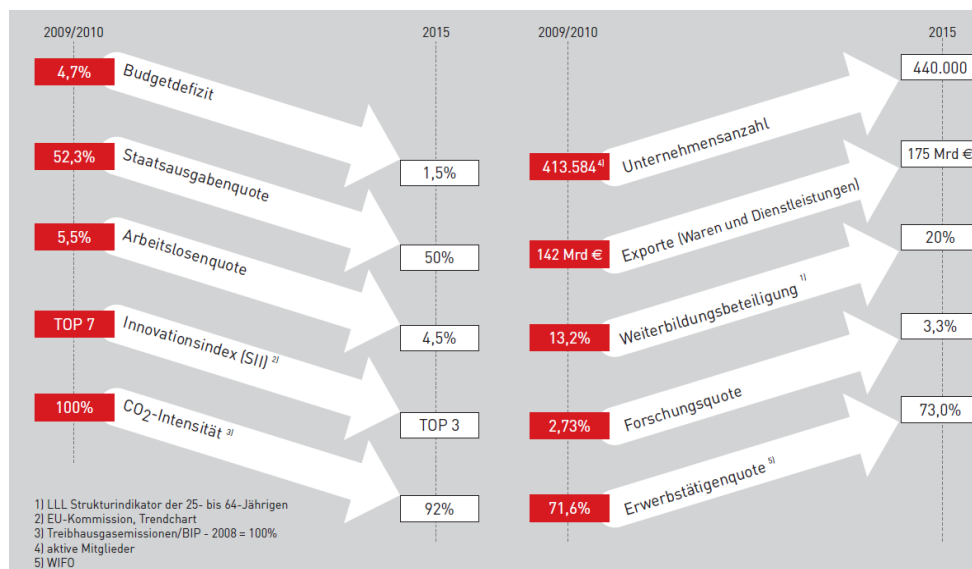 2009/2010
2015
4,7%
Budgetdefizit
1,5%
52,3%
Staatsausgabenquote
50%
5,5%
Arbeitslosenquote
4,5%
TOP 7
Innovationsindex (SII) 2)
TOP 3
100%
CO2-Intensität 3)
92%
1) LLL Strukturindikator der 25- bis 64-Jährigen
2) EU-Kommission, Trendchart
3) Treibhausgasemissionen/BIP - 2008 = 100%
4) aktive Mitglieder
5) WIFO
2009/2010
2015
413.584 4)
Unternehmensanzahl
440.000
142 Mrd €
Exporte (Waren und Dienstleistungen)
175 Mrd €
13,2%
Weiterbildungsbeteiligung 1)
20%
2,73%
Forschungsquote
3,3%
71,6%
Erwerbstätigenquote 5)
73,0%